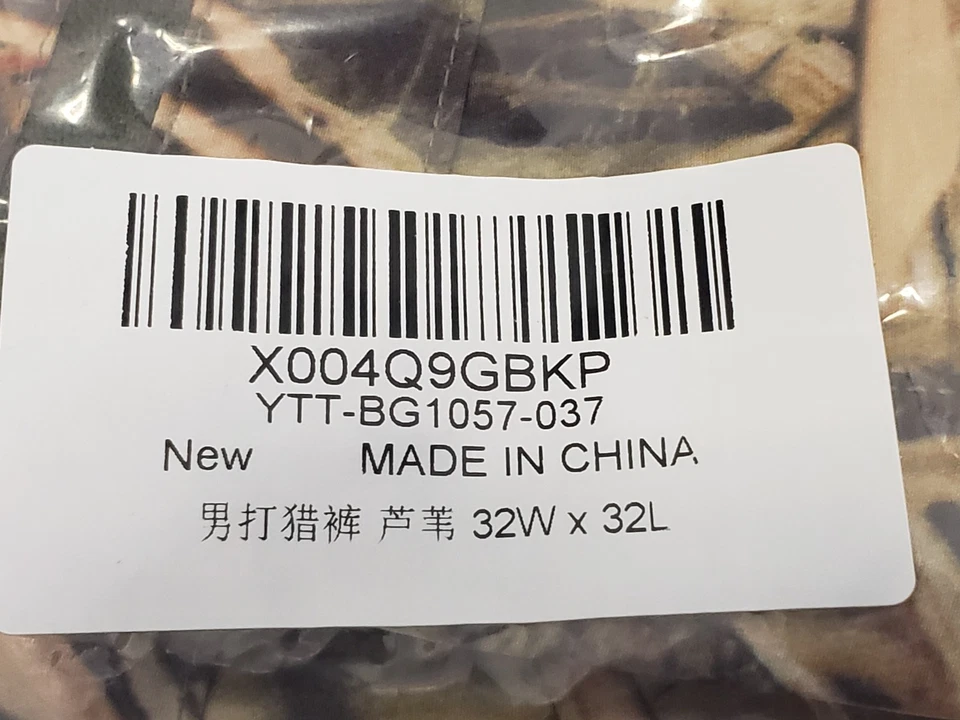 X004Q9GBKP
YTT-BG1057-037
New MADE IN CHINA
男打猎裤 芦苇 32W x 32L